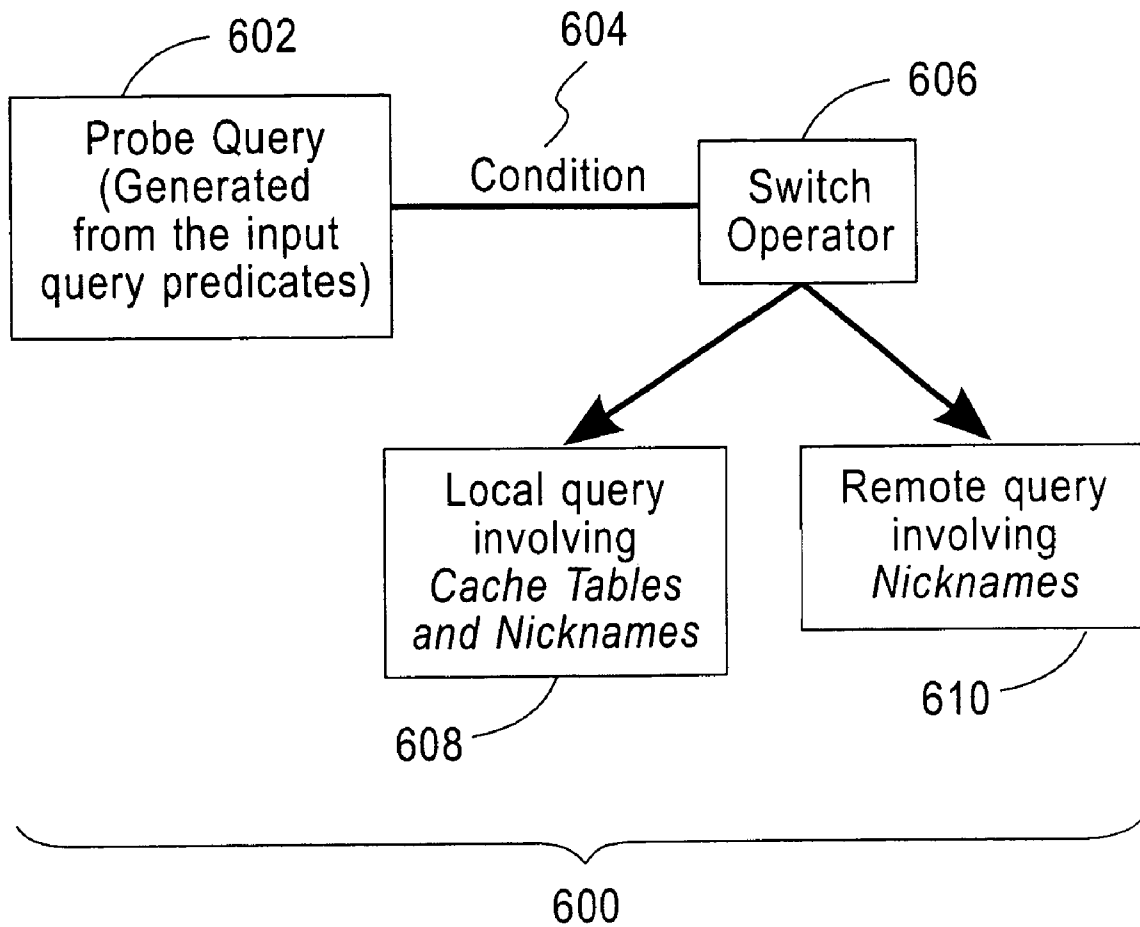 602
604
606
Probe Query
(Generated
from the input
query predicates)
Condition
Switch
Operator
Local query
involving
Cache Tables
and Nicknames
Remote query
involving
Nicknames
608
610
600